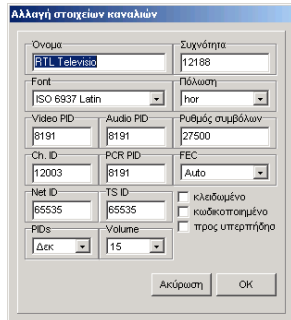 Αλλαγή στοιχείων καναλιών
Όνομα Συχνότητα
RTL Televisio 12188
Font Πόλωση
ISO 6937 Latin hor
Video PID Audio PID Ρυθμός συμβόλων
8191 8191 27500
Ch. ID PCR PID FEC
12003 8191 Auto
Net ID TS ID
65535 65535 κλειδωμένο
κωδικοποιημένο
PIDs Volume προς υπερπήδησ
Δεκ 15
Ακύρωση OK